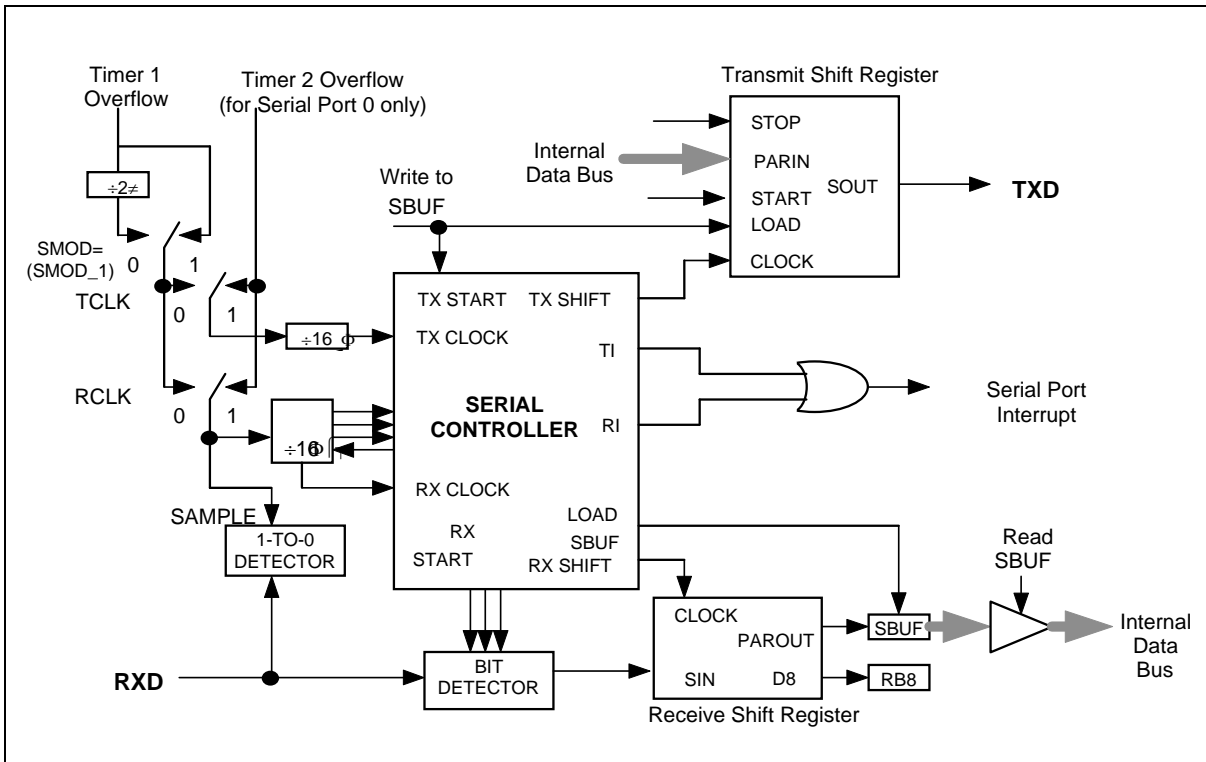 Timer 1
Overflow
Timer 2 Overflow
(for Serial Port 0 only)
÷2≠
SMOD=
(SMOD_1)
0
1
TCLK
0
1
÷16
RCLK
0
1
÷16
SAMPLE
1-TO-0
DETECTOR
RXD
Write to
SBUF
TX START
TX SHIFT
TX CLOCK
TI
SERIAL
CONTROLLER
RI
RX CLOCK
LOAD
SBUF
RX
START
RX SHIFT
BIT
DETECTOR
Transmit Shift Register
Internal
Data Bus
STOP
PARIN
SOUT
START
LOAD
CLOCK
TXD
Serial Port
Interrupt
CLOCK
PAROUT
SIN
D8
Receive Shift Register
SBUF
RB8
Read
SBUF
Internal
Data
Bus